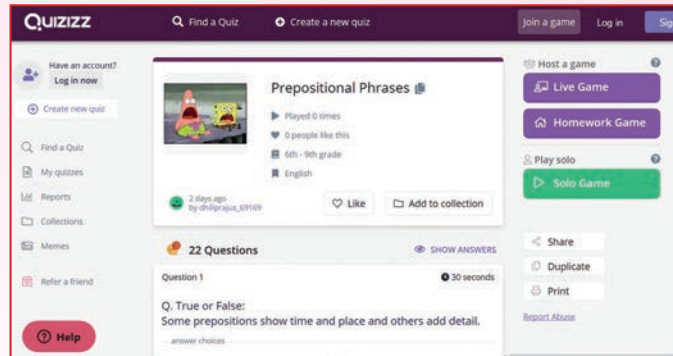 QUIZIZZ
Find a Quiz
Create a new quiz
Join a game
Log in
Sig
Have an account?
Log in now
Create new quiz
Find a Quiz
My quizzes
Reports
Collections
Memes
Refer a friend
Help
Prepositional Phrases
Played 0 times
0 people like this
6th - 9th grade
English
2 days ago
by dhiliprajus_69169
Like
Add to collection
22 Questions
SHOW ANSWERS
Question 1
30 seconds
Q. True or False:
Some prepositions show time and place and others add detail.
answer choices
Host a game
Live Game
Homework Game
Play solo
Solo Game
Share
Duplicate
Print
Report Abuse